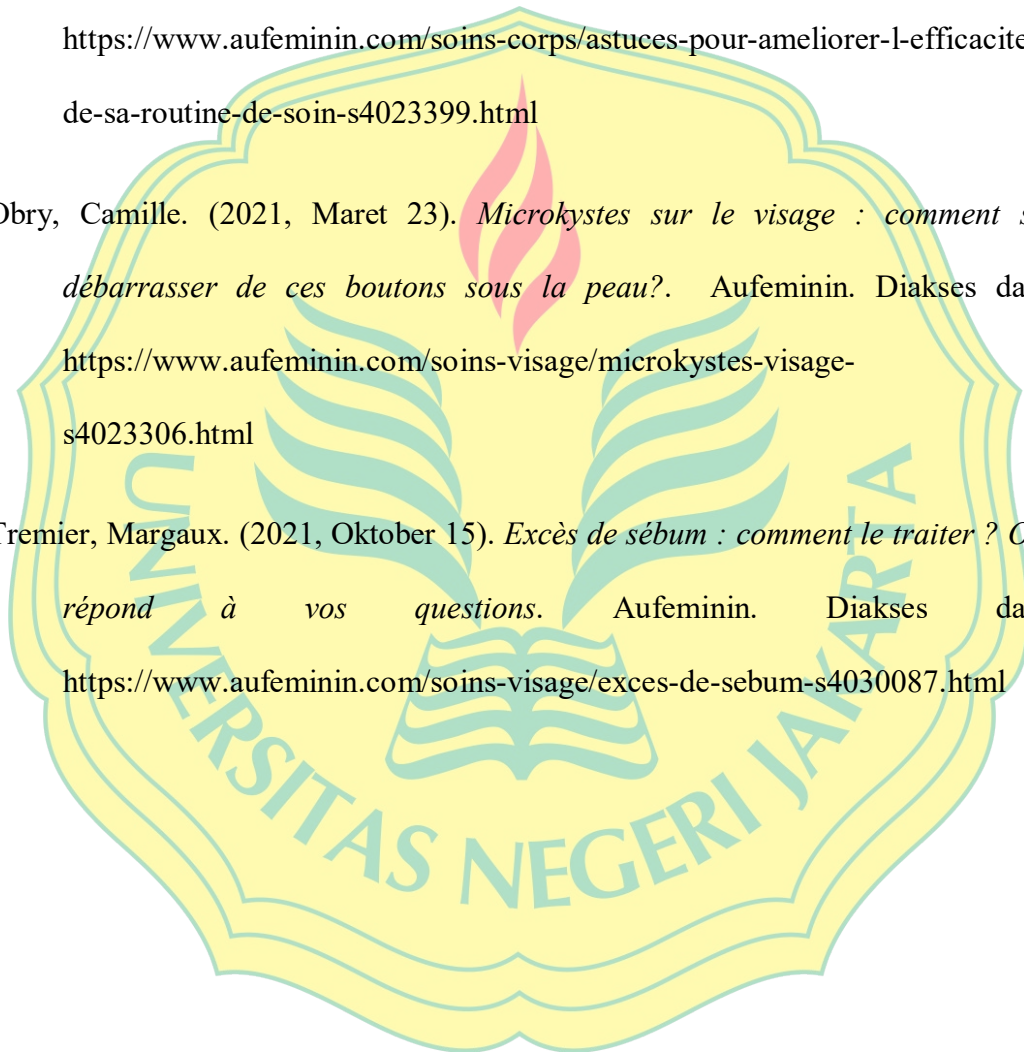 https://www.aufeminin.com/soins-corps/astuces-pour-ameliorer-l-efficacite
de-sa-routine-de-soin-s4023399.html
Obry, Camille. (2021, Maret 23). Microkystes sur le visage : comment
débarrasser de ces boutons sous la peau?. Aufeminin. Diakses
https://www.aufeminin.com/soins-visage/microkystes-visage-
s4023306.html
Tremier, Margaux. (2021, Oktober 15). Excès de sébum : comment le traiter ?
répond à vos questions. Aufeminin. Diakses
https://www.aufeminin.com/soins-visage/exces-de-sebum-s4030087.html
UNIVERSITAS NEGERI JAKARTA